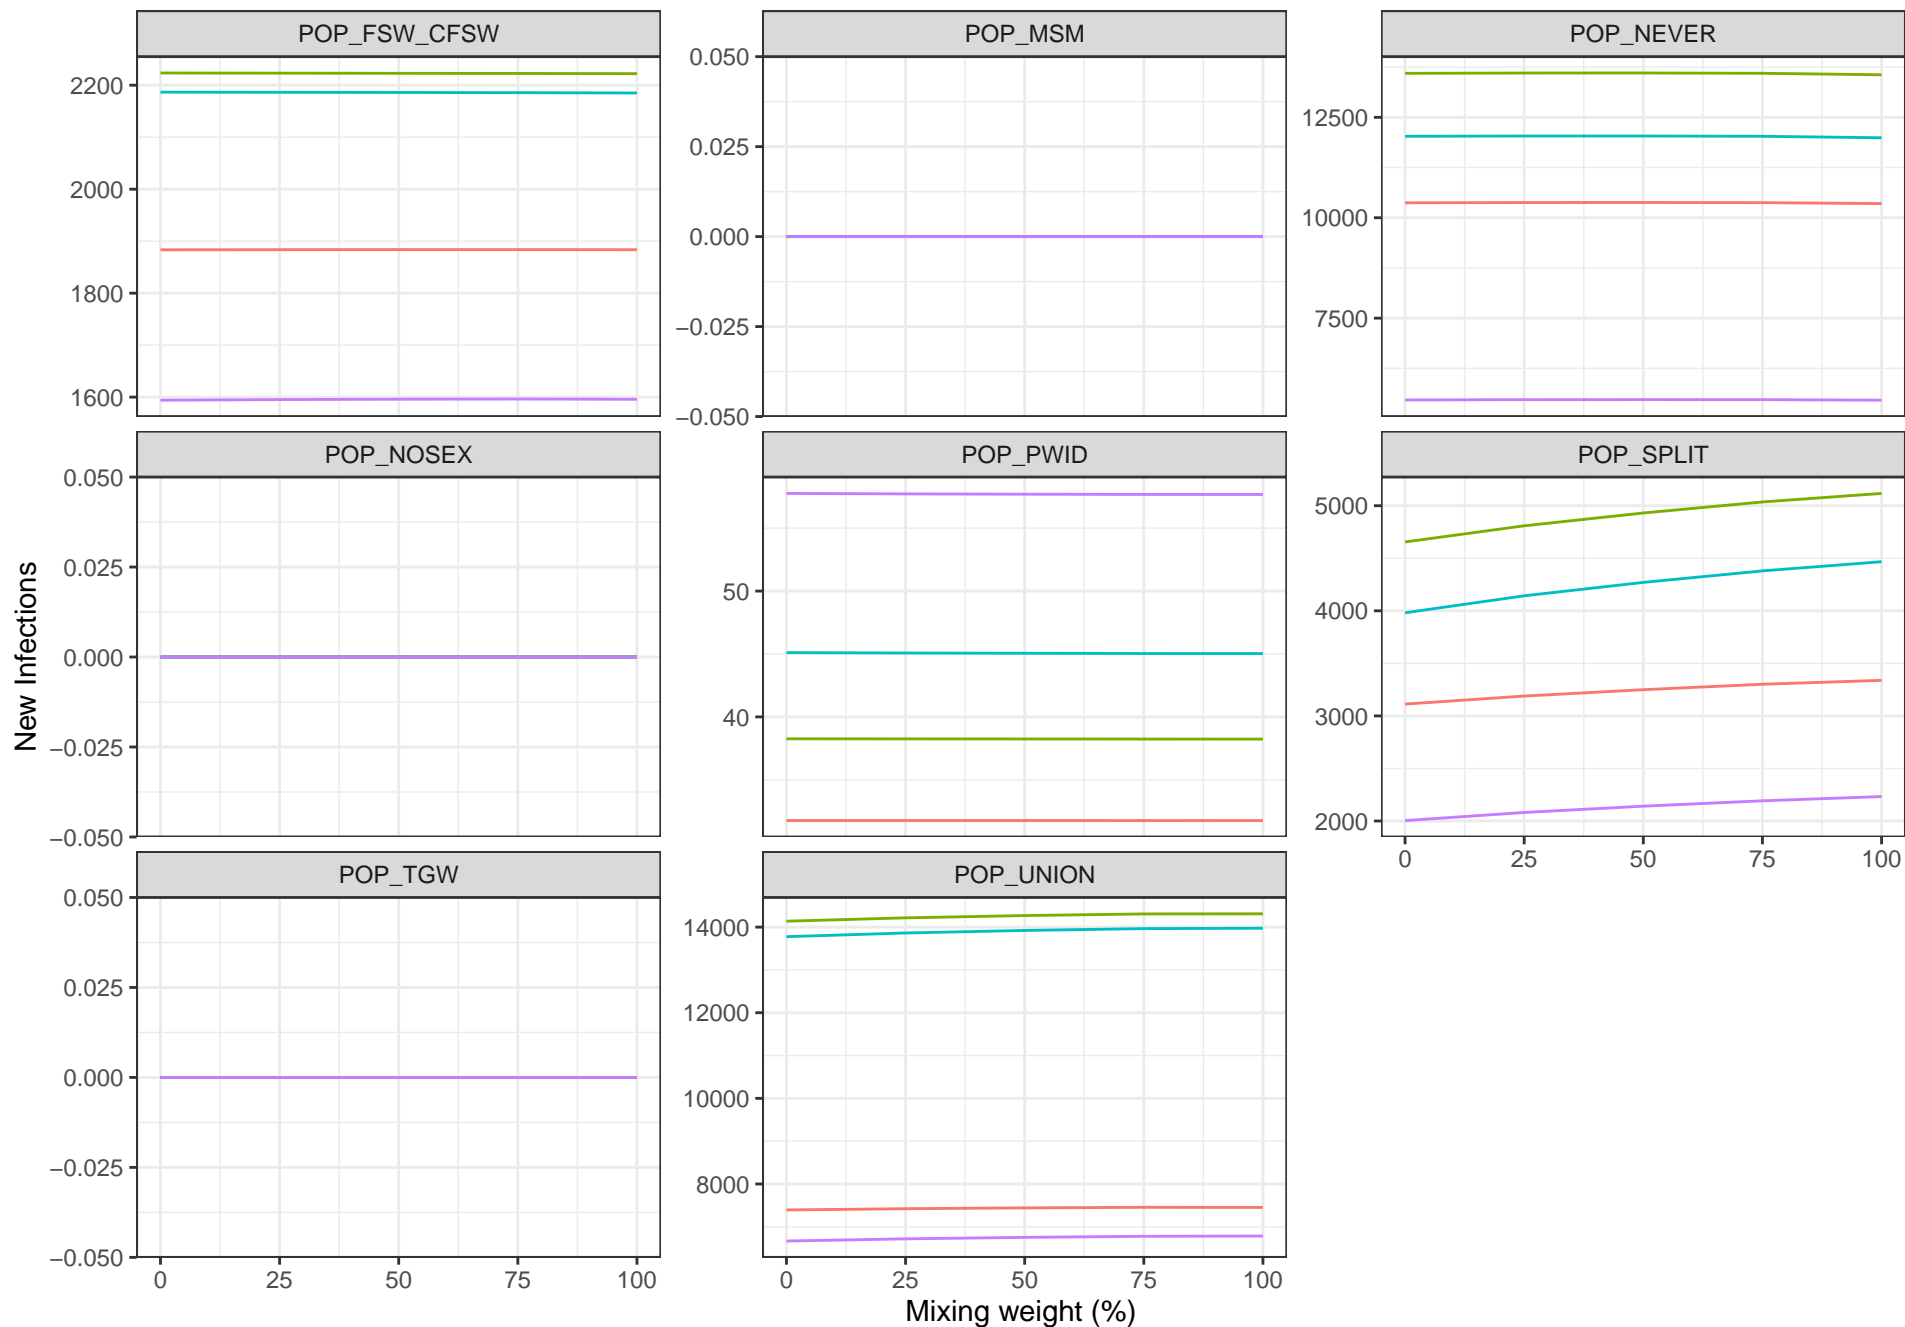 POP_FSW_CFSW
2200
2000
1800
1600
POP_MSM
0.050
0.025
0.000
−0.025
−0.050
POP_NEVER
12500
10000
7500
POP_NOSEX
0.050
0.025
0.000
−0.025
−0.050
POP_PWID
50
40
POP_SPLIT
5000
4000
3000
2000
0 25 50 75 100
POP_TGW
0.050
0.025
0.000
−0.025
−0.050
0 25 50 75 100
POP_UNION
14000
12000
10000
8000
0 25 50 75 100
New Infections
Mixing weight (%)